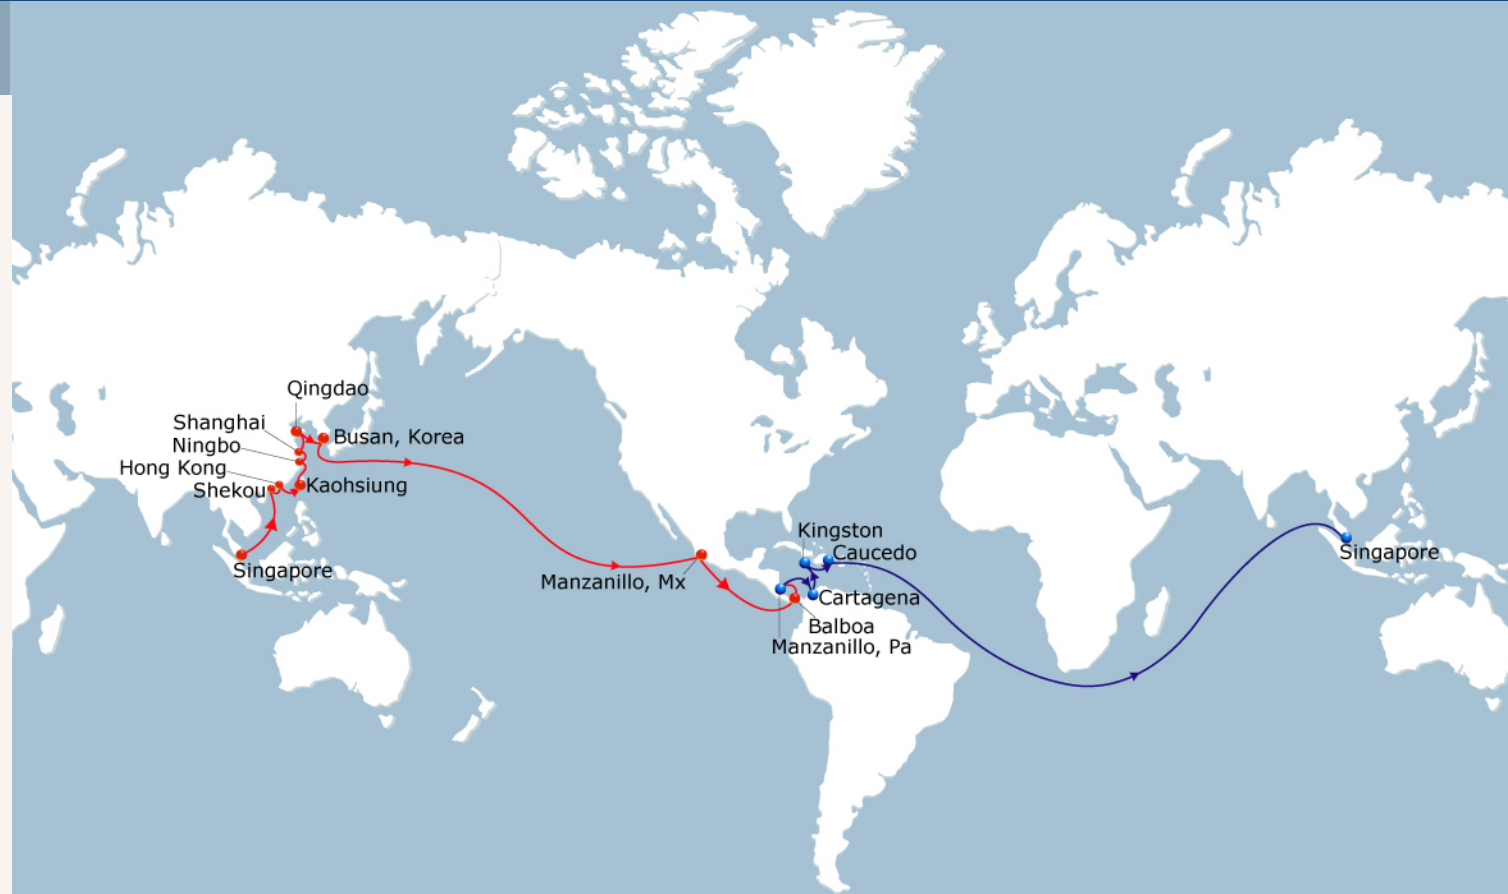 Qingdao
Shanghai
Busan, Korea
Ningbo
Hong Kong
Shekou
Kaohsiung
Singapore
Manzanillo, Mx
Kingston
Caucedo
Cartagena
Balboa
Manzanillo, Pa
Singapore